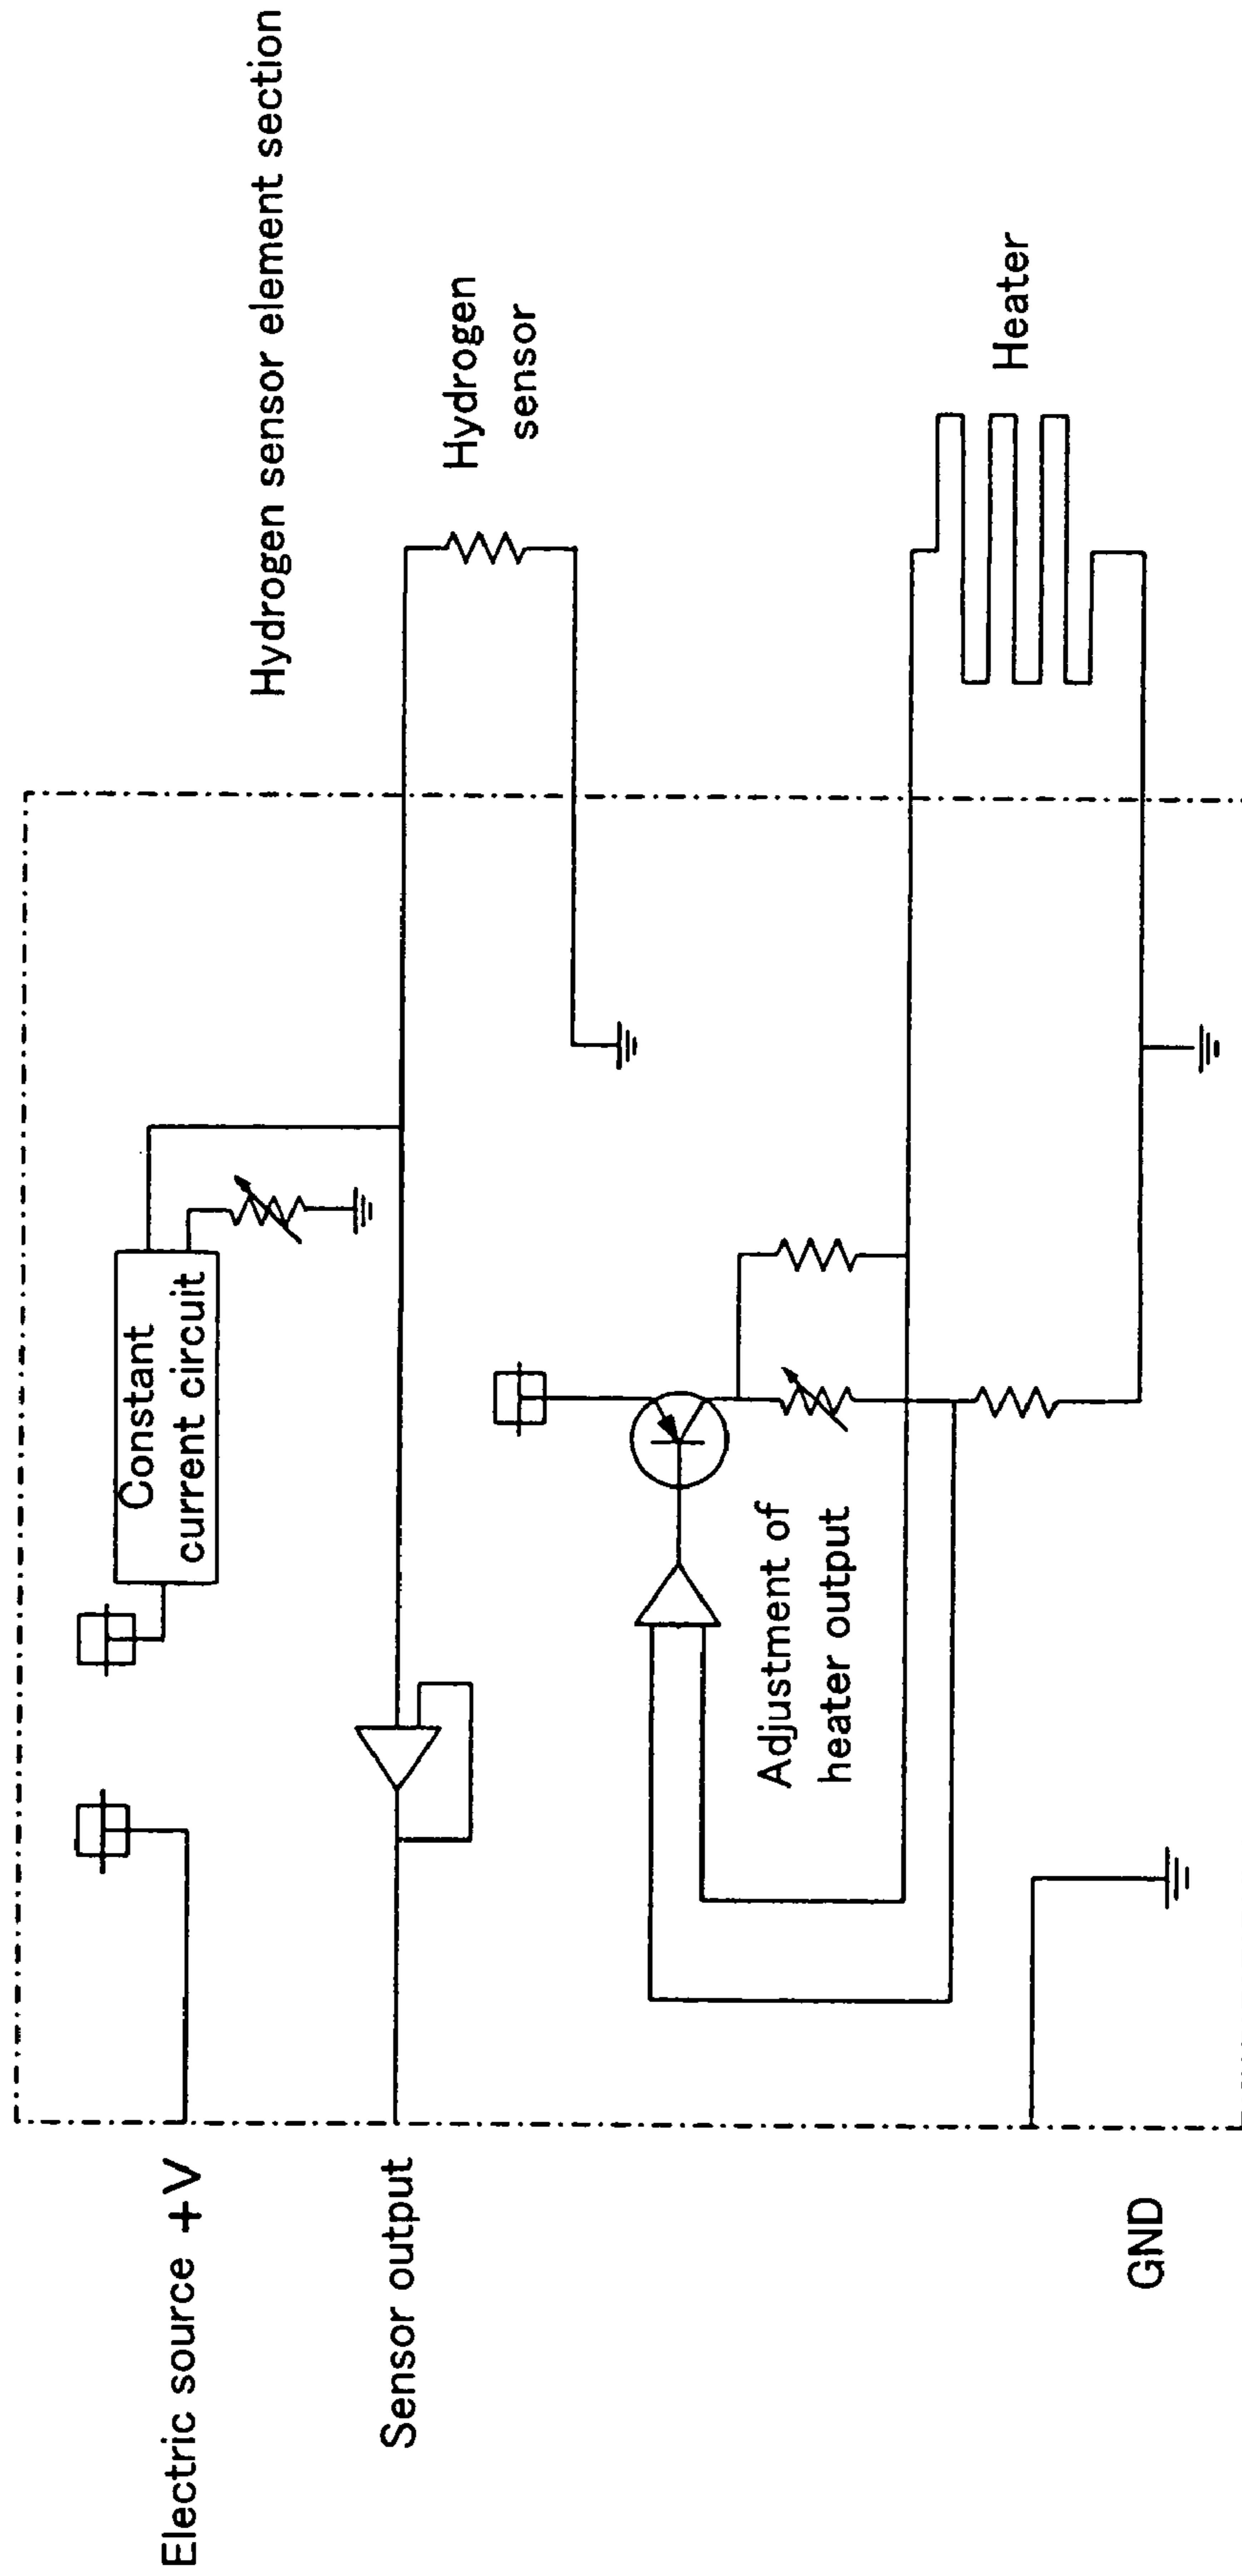 Electric source +V
Sensor output
GND
Constant
current circuit
Adjustment of
heater output
Hydrogen sensor element section
Hydrogen
sensor
Heater